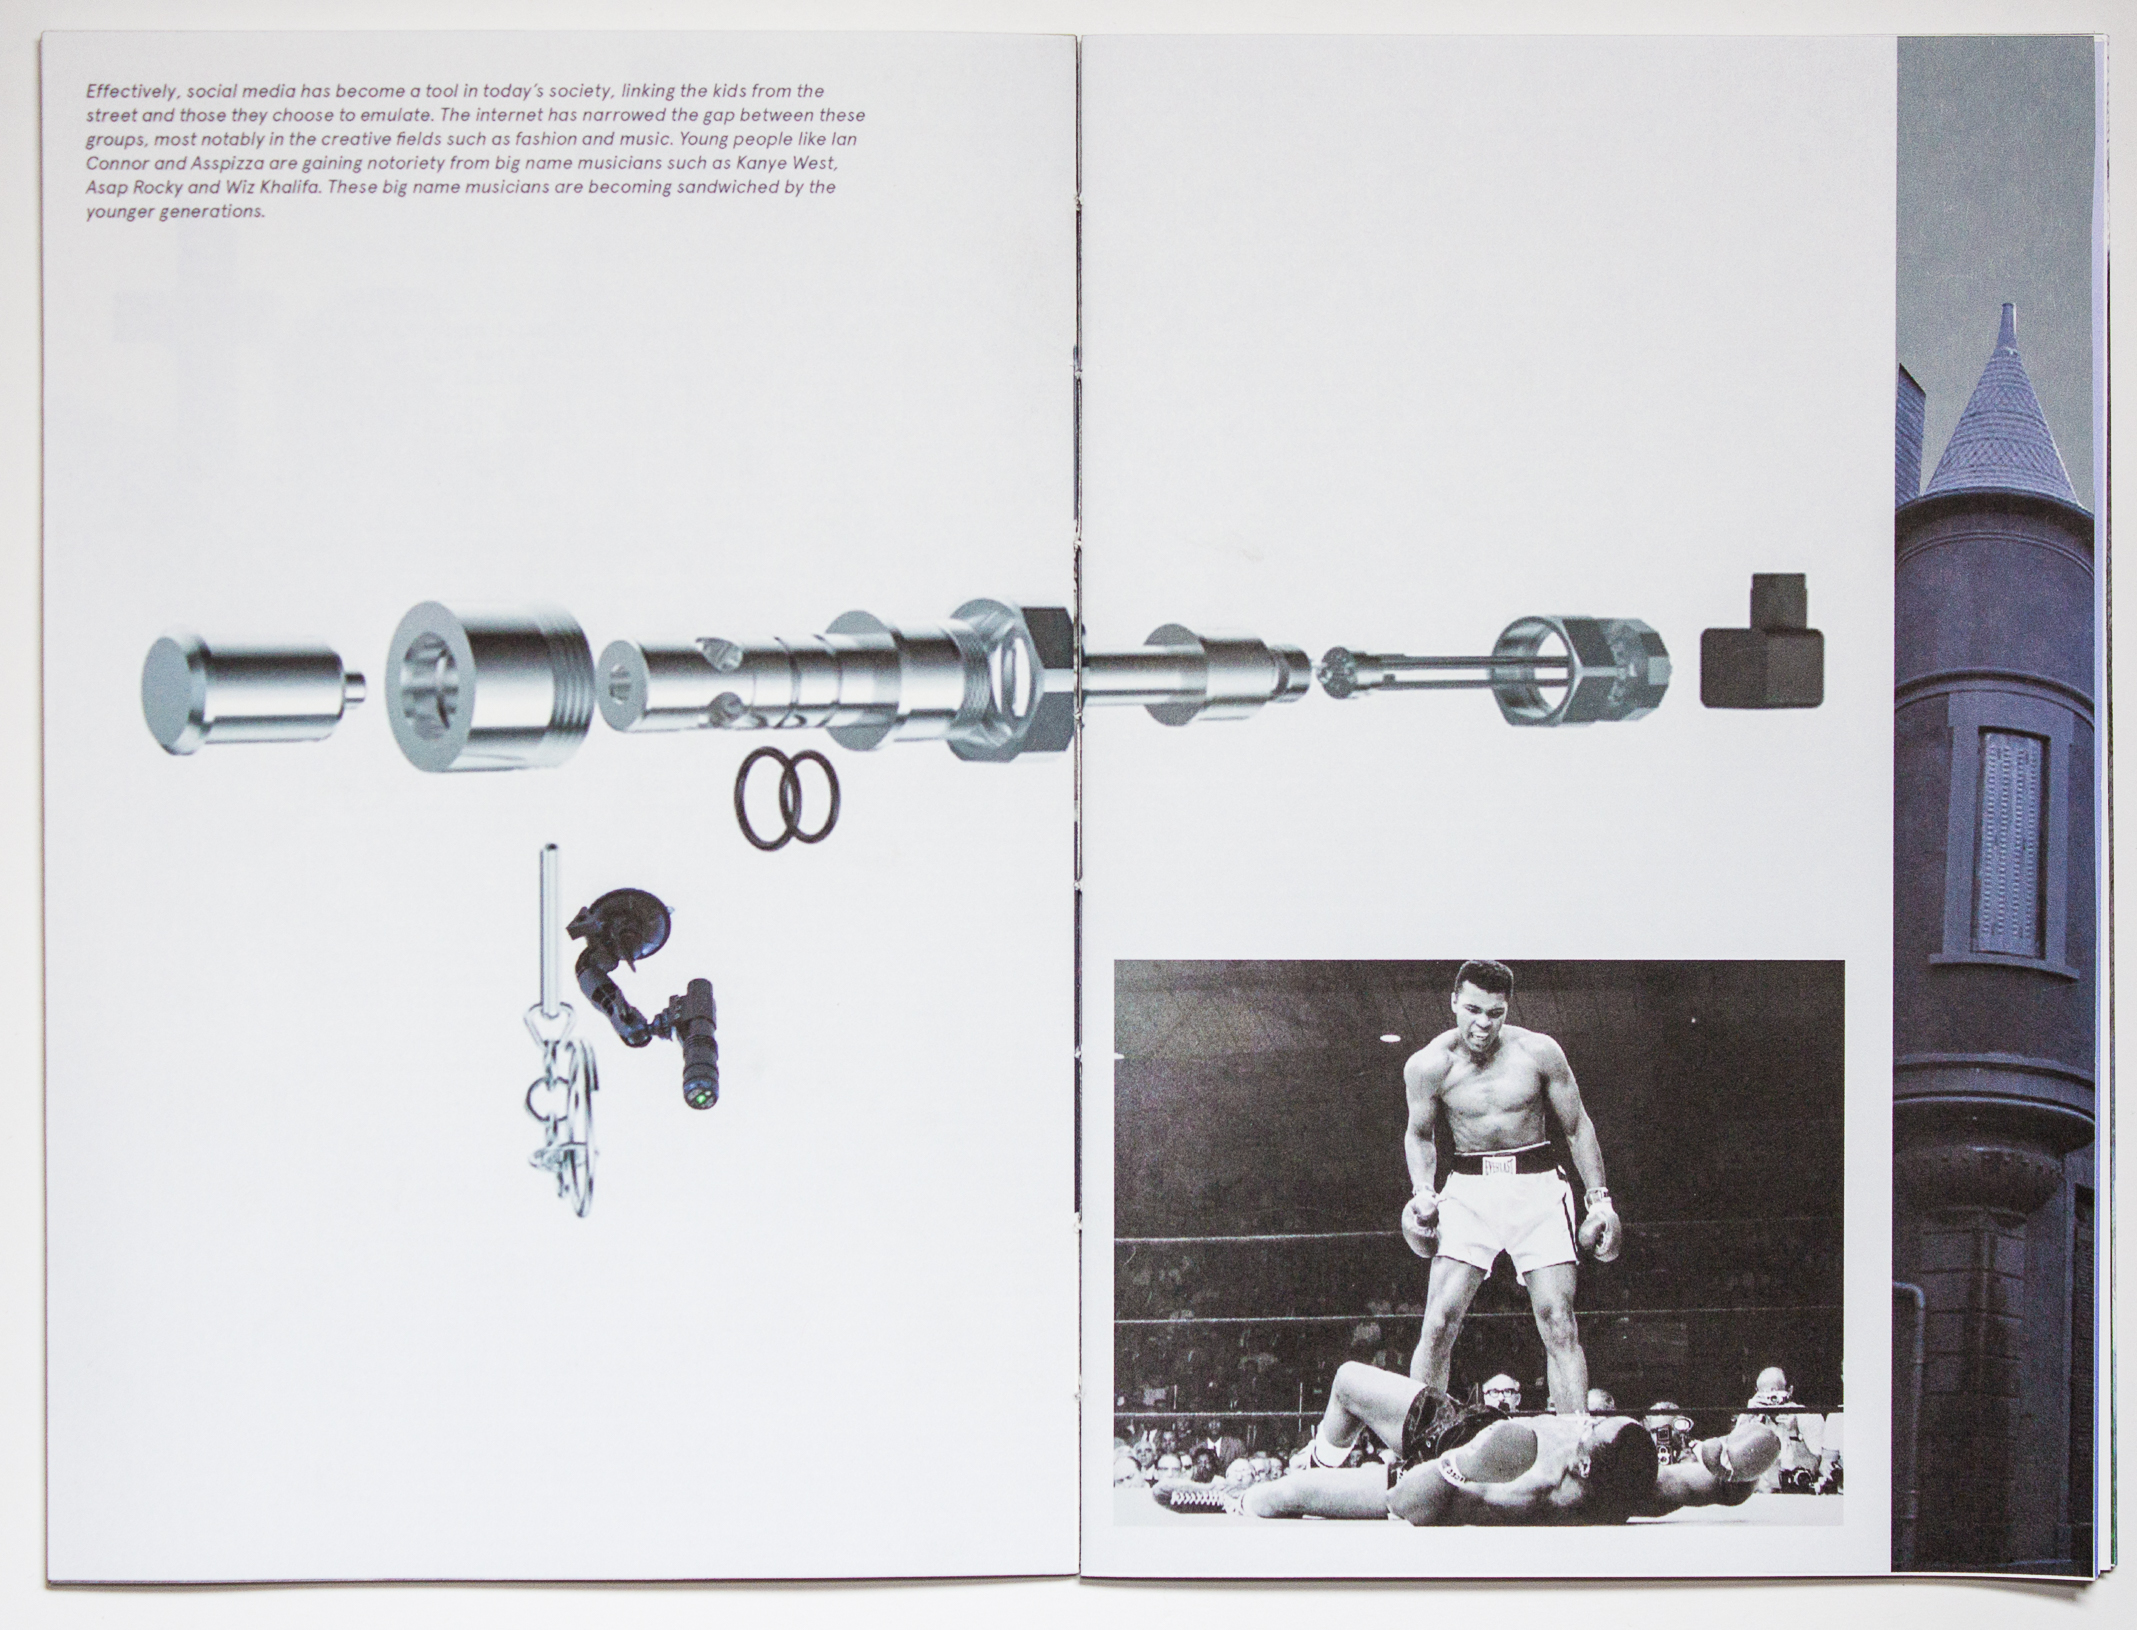 Effectively, social media has become a tool in today's society, linking the kids from the
street and those they choose to emulate. The internet has narrowed the gap between these
groups, most notably in the creative fields such as fashion and music. Young people like Ian
Connor and Asspizza are gaining notoriety from big name musicians such as Kanye West,
Asap Rocky and Wiz Khalifa. These big name musicians are becoming sandwiched by the
younger generations.
EVERLAST